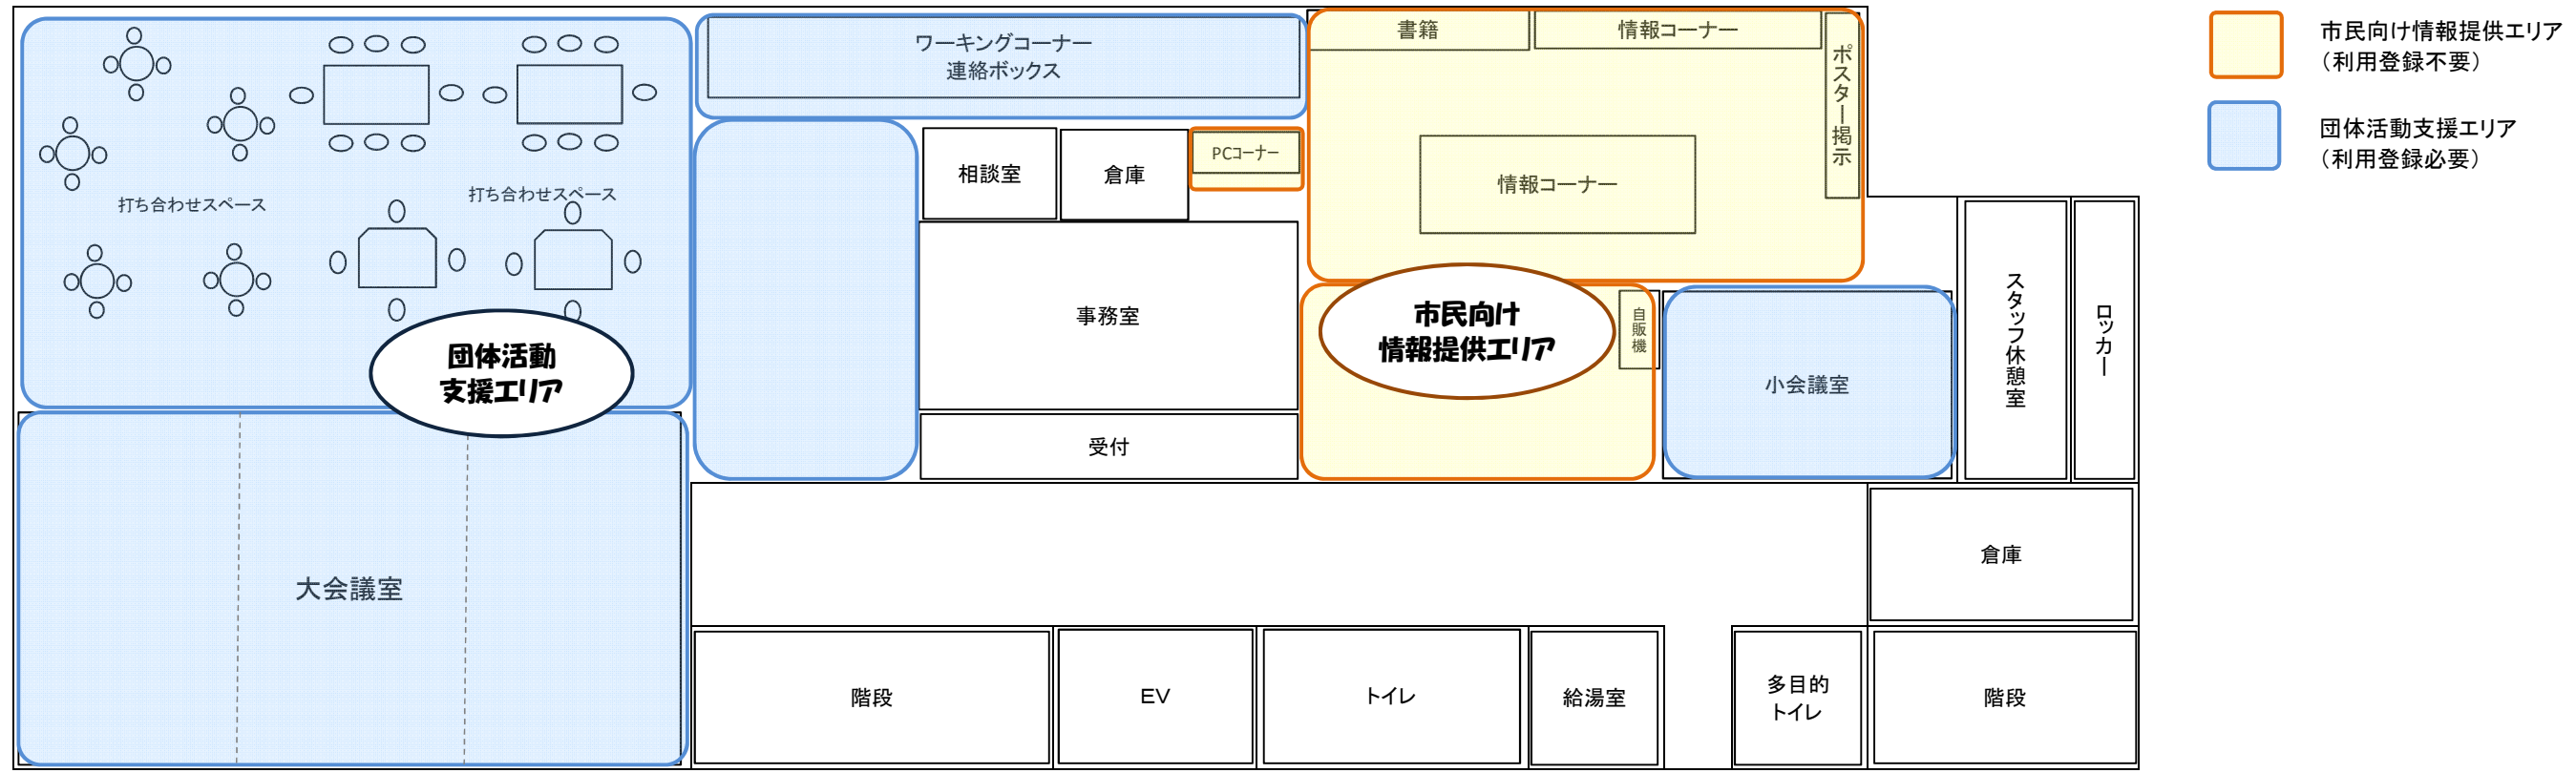 ワーキングコーナー
連絡ボックス
書籍
情報コーナー
ポスター掲示
市民向け情報提供エリア
（利用登録不要）
団体活動支援エリア
（利用登録必要）
相談室
倉庫
PCコーナー
情報コーナー
打ち合わせスペース
打ち合わせスペース
事務室
市民向け
情報提供エリア
自販機
小会議室
スタッフ休憩室
ロッカー
団体活動
支援エリア
受付
大会議室
倉庫
階段
EV
トイレ
給湯室
多目的
トイレ
階段